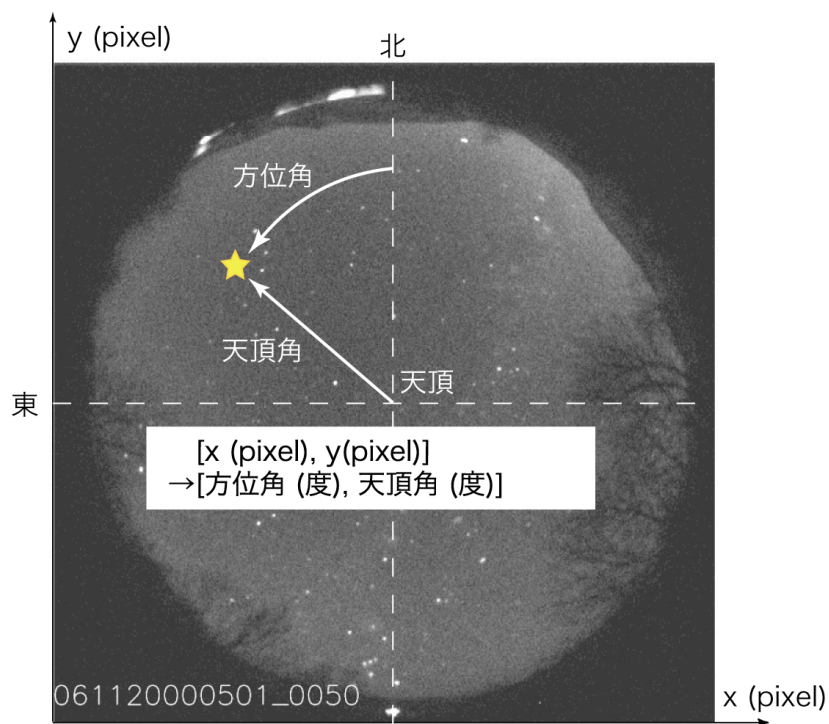 y (pixel)
北
方位角
天頂角
天頂
東
[x (pixel), y(pixel)]
→[方位角 (度), 天頂角 (度)]
061120000501_0050
x (pixel)